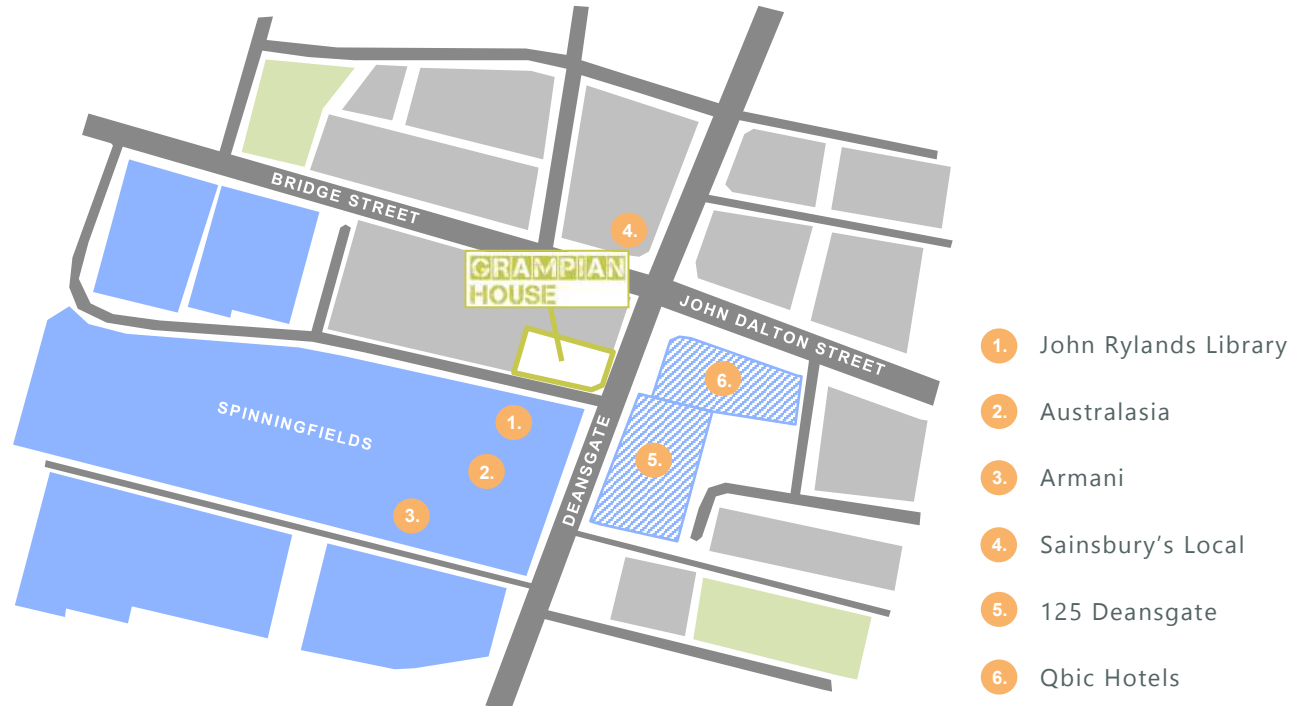 BRIDGE STREET
4.
GRAMPIAN
HOUSE
JOHN DALTON STREET
6.
SPINNINGFIELDS
1.
2.
3.
DEANSGATE
5.
1. John Rylands Library
2. Australasia
3. Armani
4. Sainsbury's Local
5. 125 Deansgate
6. Qbic Hotels